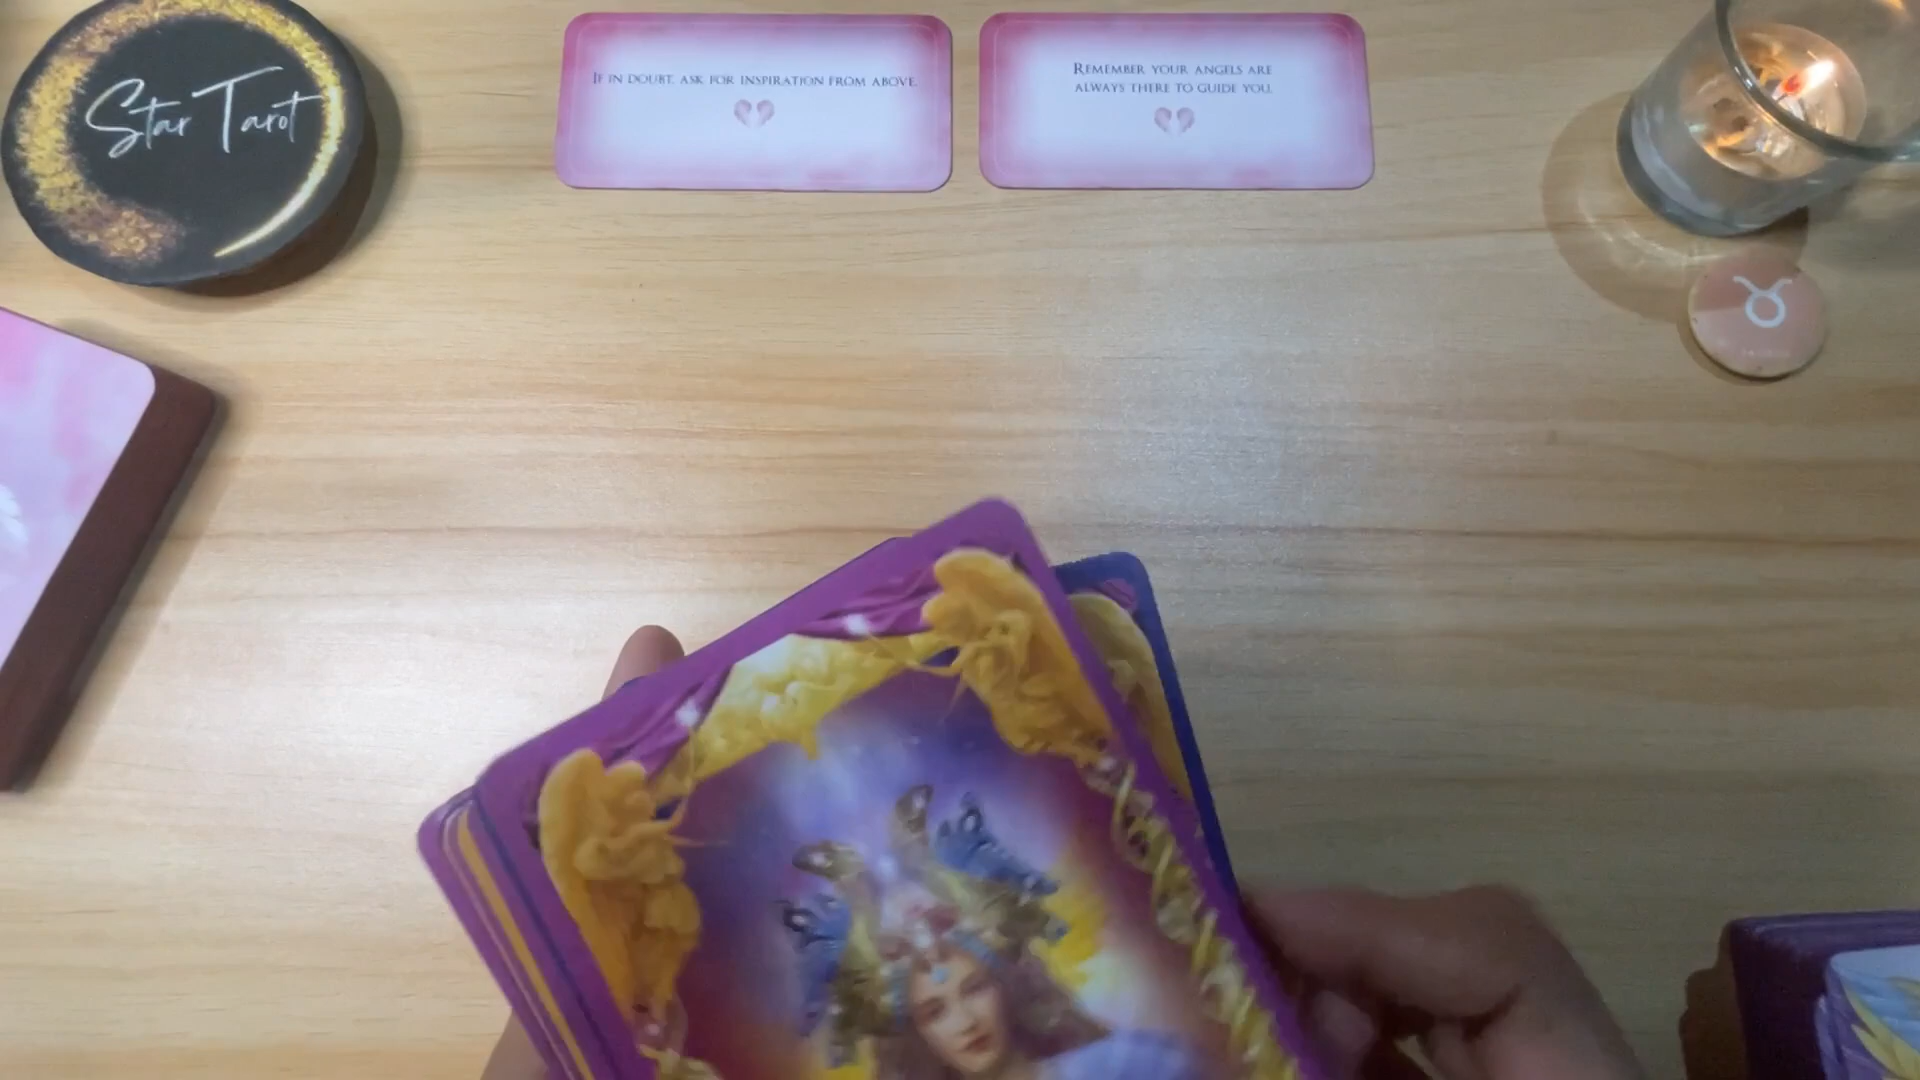 Star Tarot
IF IN DOUBT, ASK FOR INSPIRATION FROM ABOVE.
REMEMBER YOUR ANGELS ARE
ALWAYS THERE TO GUIDE YOU.